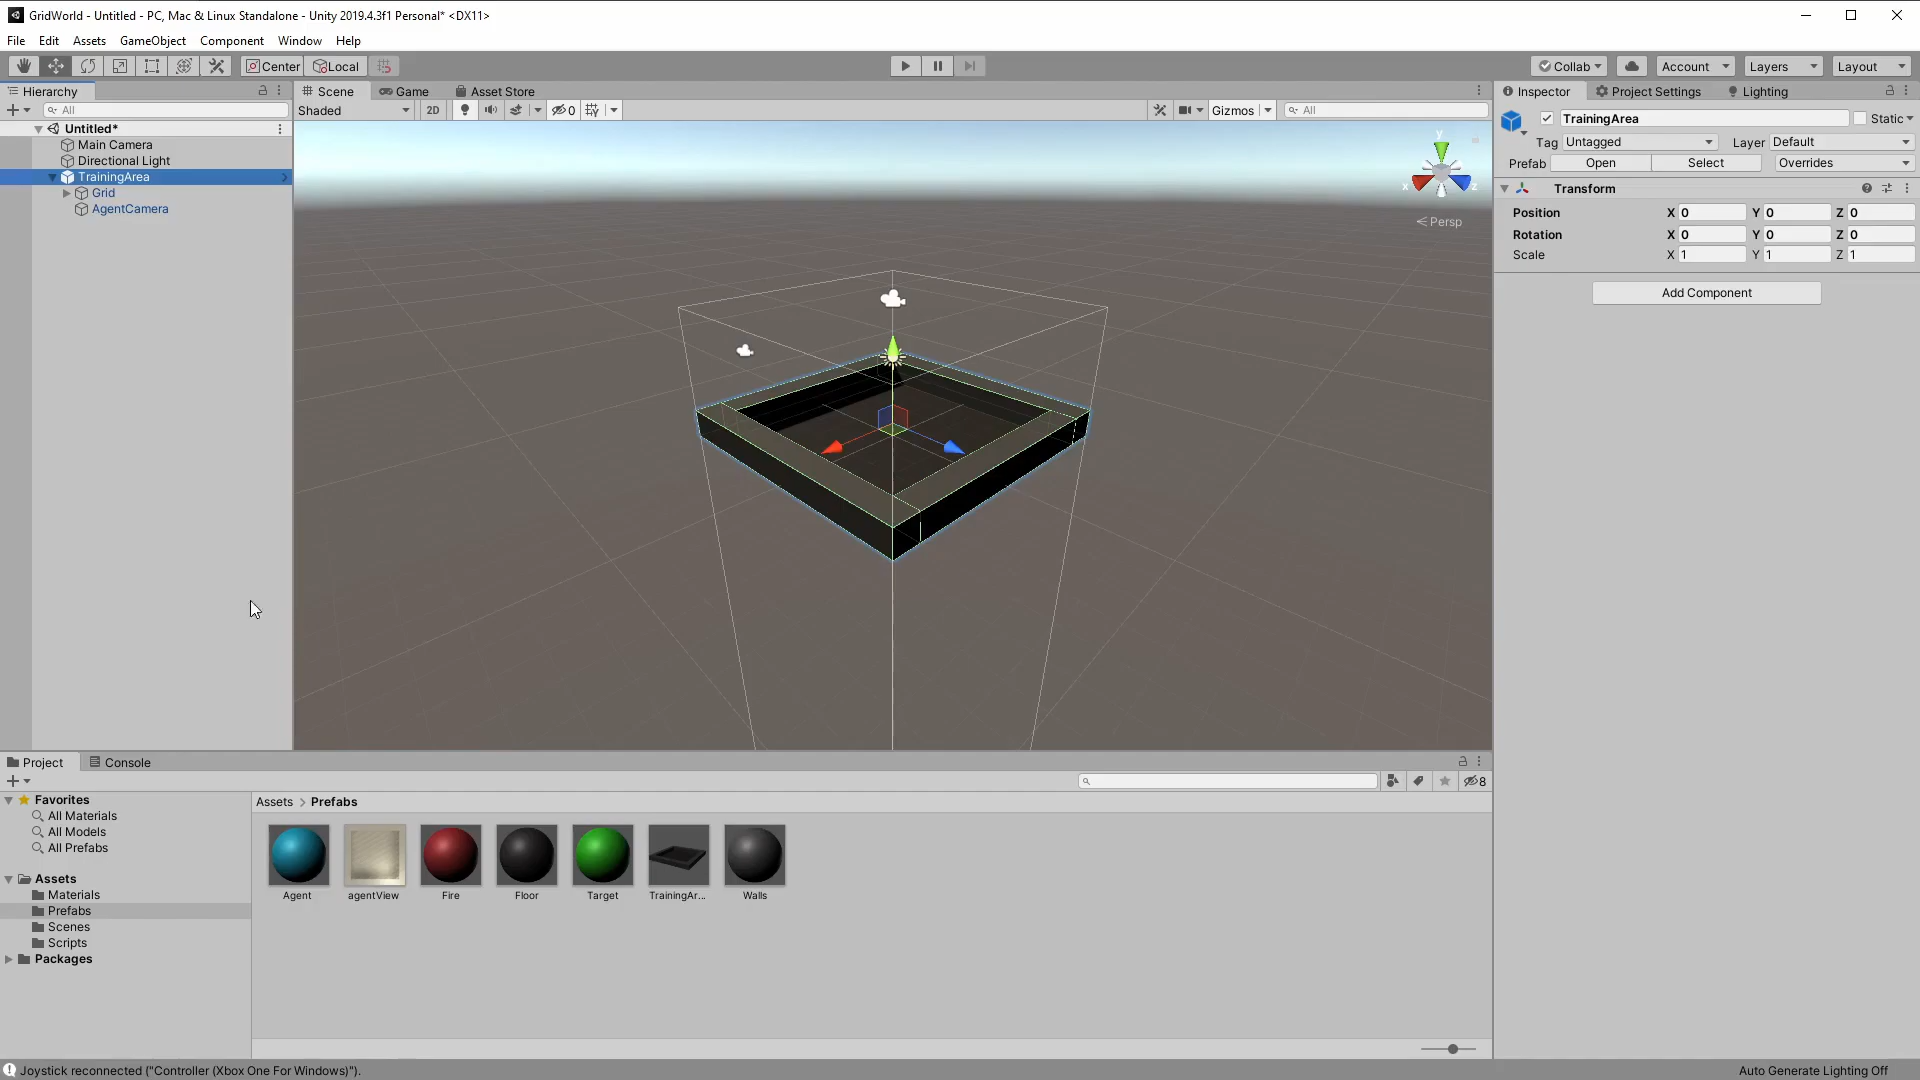 GridWorld - Untitled - PC, Mac & Linux Standalone - Unity 2019.4.3f1 Personal* <DX11>
File Edit Assets GameObject Component Window Help
Center Local Collab Account Layers Layout
Hierarchy
All
Untitled*
Main Camera
Directional Light
TrainingArea
Grid
AgentCamera
Scene Game Asset Store
Shaded 2D 0 Gizmos All
y
x z
Persp
Inspector Project Settings Lighting
TrainingArea Static
Tag Untagged Layer Default
Prefab Open Select Overrides
Transform
Position X 0 Y 0 Z 0
Rotation X 0 Y 0 Z 0
Scale X 1 Y 1 Z 1
Add Component
Project Console
8
Favorites
All Materials
All Models
All Prefabs
Assets
Materials
Prefabs
Scenes
Scripts
Packages
Assets > Prefabs
Agent agentView Fire Floor Target TrainingAr... Walls
Joystick reconnected ("Controller (Xbox One For Windows)"). Auto Generate Lighting Off